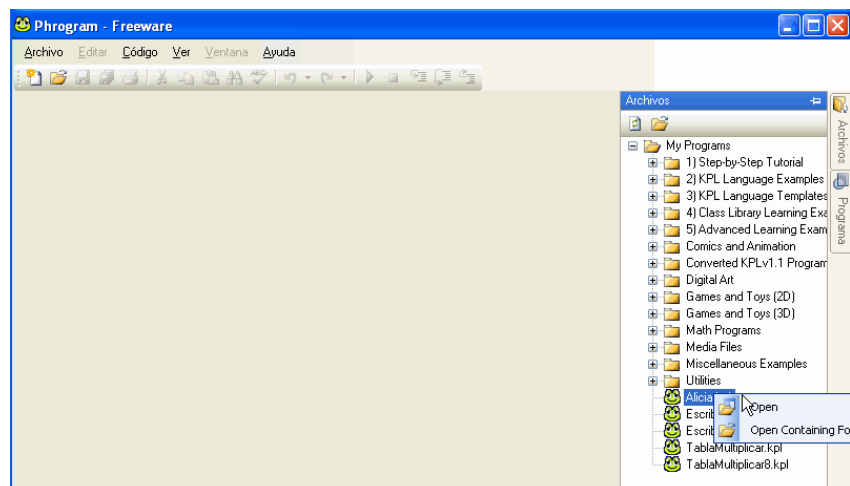 Phrogram - Freeware
Archivo Editar Código Ver Ventana Ayuda
Archivos
My Programs
1) Step-by-Step Tutorial
2) KPL Language Examples
3) KPL Language Templates
4) Class Library Learning Exa
5) Advanced Learning Exam
Comics and Animation
Converted KPLv1.1 Program
Digital Art
Games and Toys (2D)
Games and Toys (3D)
Math Programs
Media Files
Miscellaneous Examples
Utilities
Alicia
Escrib
Escrit
TablaMultiplicar.kpl
TablaMultiplicar8.kpl
Open
Open Containing Fo
Archivos
Programa